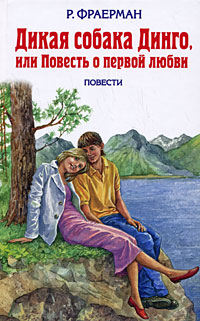 Р. ФРАЕРМАН
Дикая собака Динго,
или Повесть о первой любви
ПОВЕСТИ